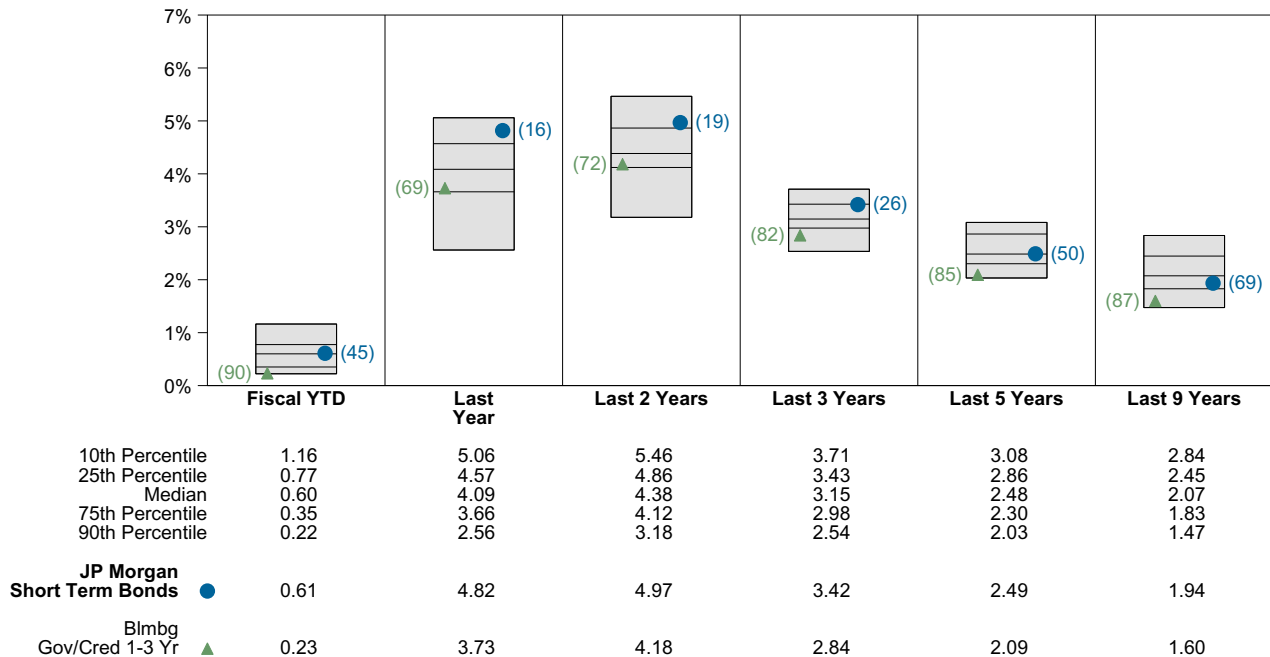 7%
6%
5%
4%
3%
2%
1%
0%
(45)
(90)
(16)
(69)
(19)
(72)
(26)
(82)
(50)
(85)
(69)
(87)
Fiscal YTD Last Year Last 2 Years Last 3 Years Last 5 Years Last 9 Years
10th Percentile 1.16 5.06 5.46 3.71 3.08 2.84
25th Percentile 0.77 4.57 4.86 3.43 2.86 2.45
Median 0.60 4.09 4.38 3.15 2.48 2.07
75th Percentile 0.35 3.66 4.12 2.98 2.30 1.83
90th Percentile 0.22 2.56 3.18 2.54 2.03 1.47
JP Morgan
Short Term Bonds 0.61 4.82 4.97 3.42 2.49 1.94
Blmbg
Gov/Cred 1-3 Yr 0.23 3.73 4.18 2.84 2.09 1.60